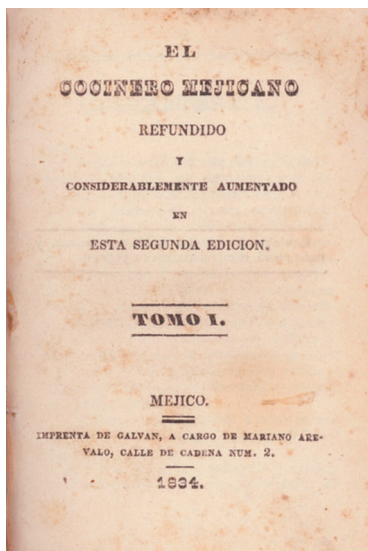 EL
COCINERO MEJICANO
REFUNDIDO
Y
CONSIDERABLEMENTE AUMENTADO
EN
ESTA SEGUNDA EDICION.
TOMO I.
MEJICO.
IMPRENTA DE GALVAN, A CARGO DE MARIANO ARE-
VALO, CALLE DE CADENA NUM. 2.
1834.